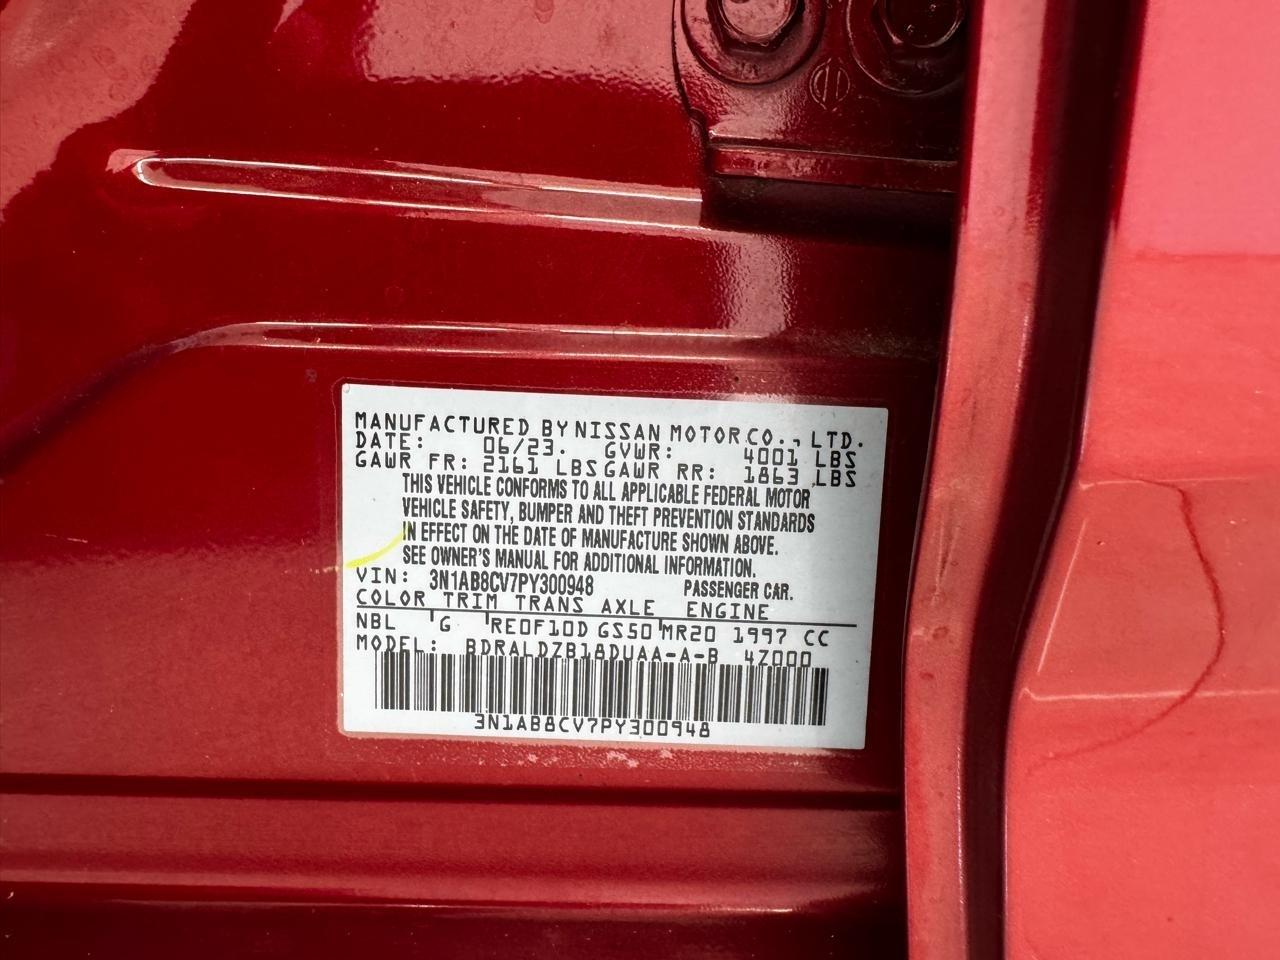 MANUFACTURED BY NISSAN MOTOR CO., LTD.
DATE: 06/23. GVWR: 4001 LBS
GAWR FR: 2161 LBS GAWR RR: 1863 LBS
THIS VEHICLE CONFORMS TO ALL APPLICABLE FEDERAL MOTOR
VEHICLE SAFETY, BUMPER AND THEFT PREVENTION STANDARDS
IN EFFECT ON THE DATE OF MANUFACTURE SHOWN ABOVE.
SEE OWNER'S MANUAL FOR ADDITIONAL INFORMATION.
VIN: 3N1AB8CV7PY300948 PASSENGER CAR.
COLOR TRIM TRANS AXLE ENGINE
NBL G RE0F10D GS50 MR20 1997 CC
MODEL: BDRALDZB18DUAA-A-B 4Z000
3N1AB8CV7PY300948